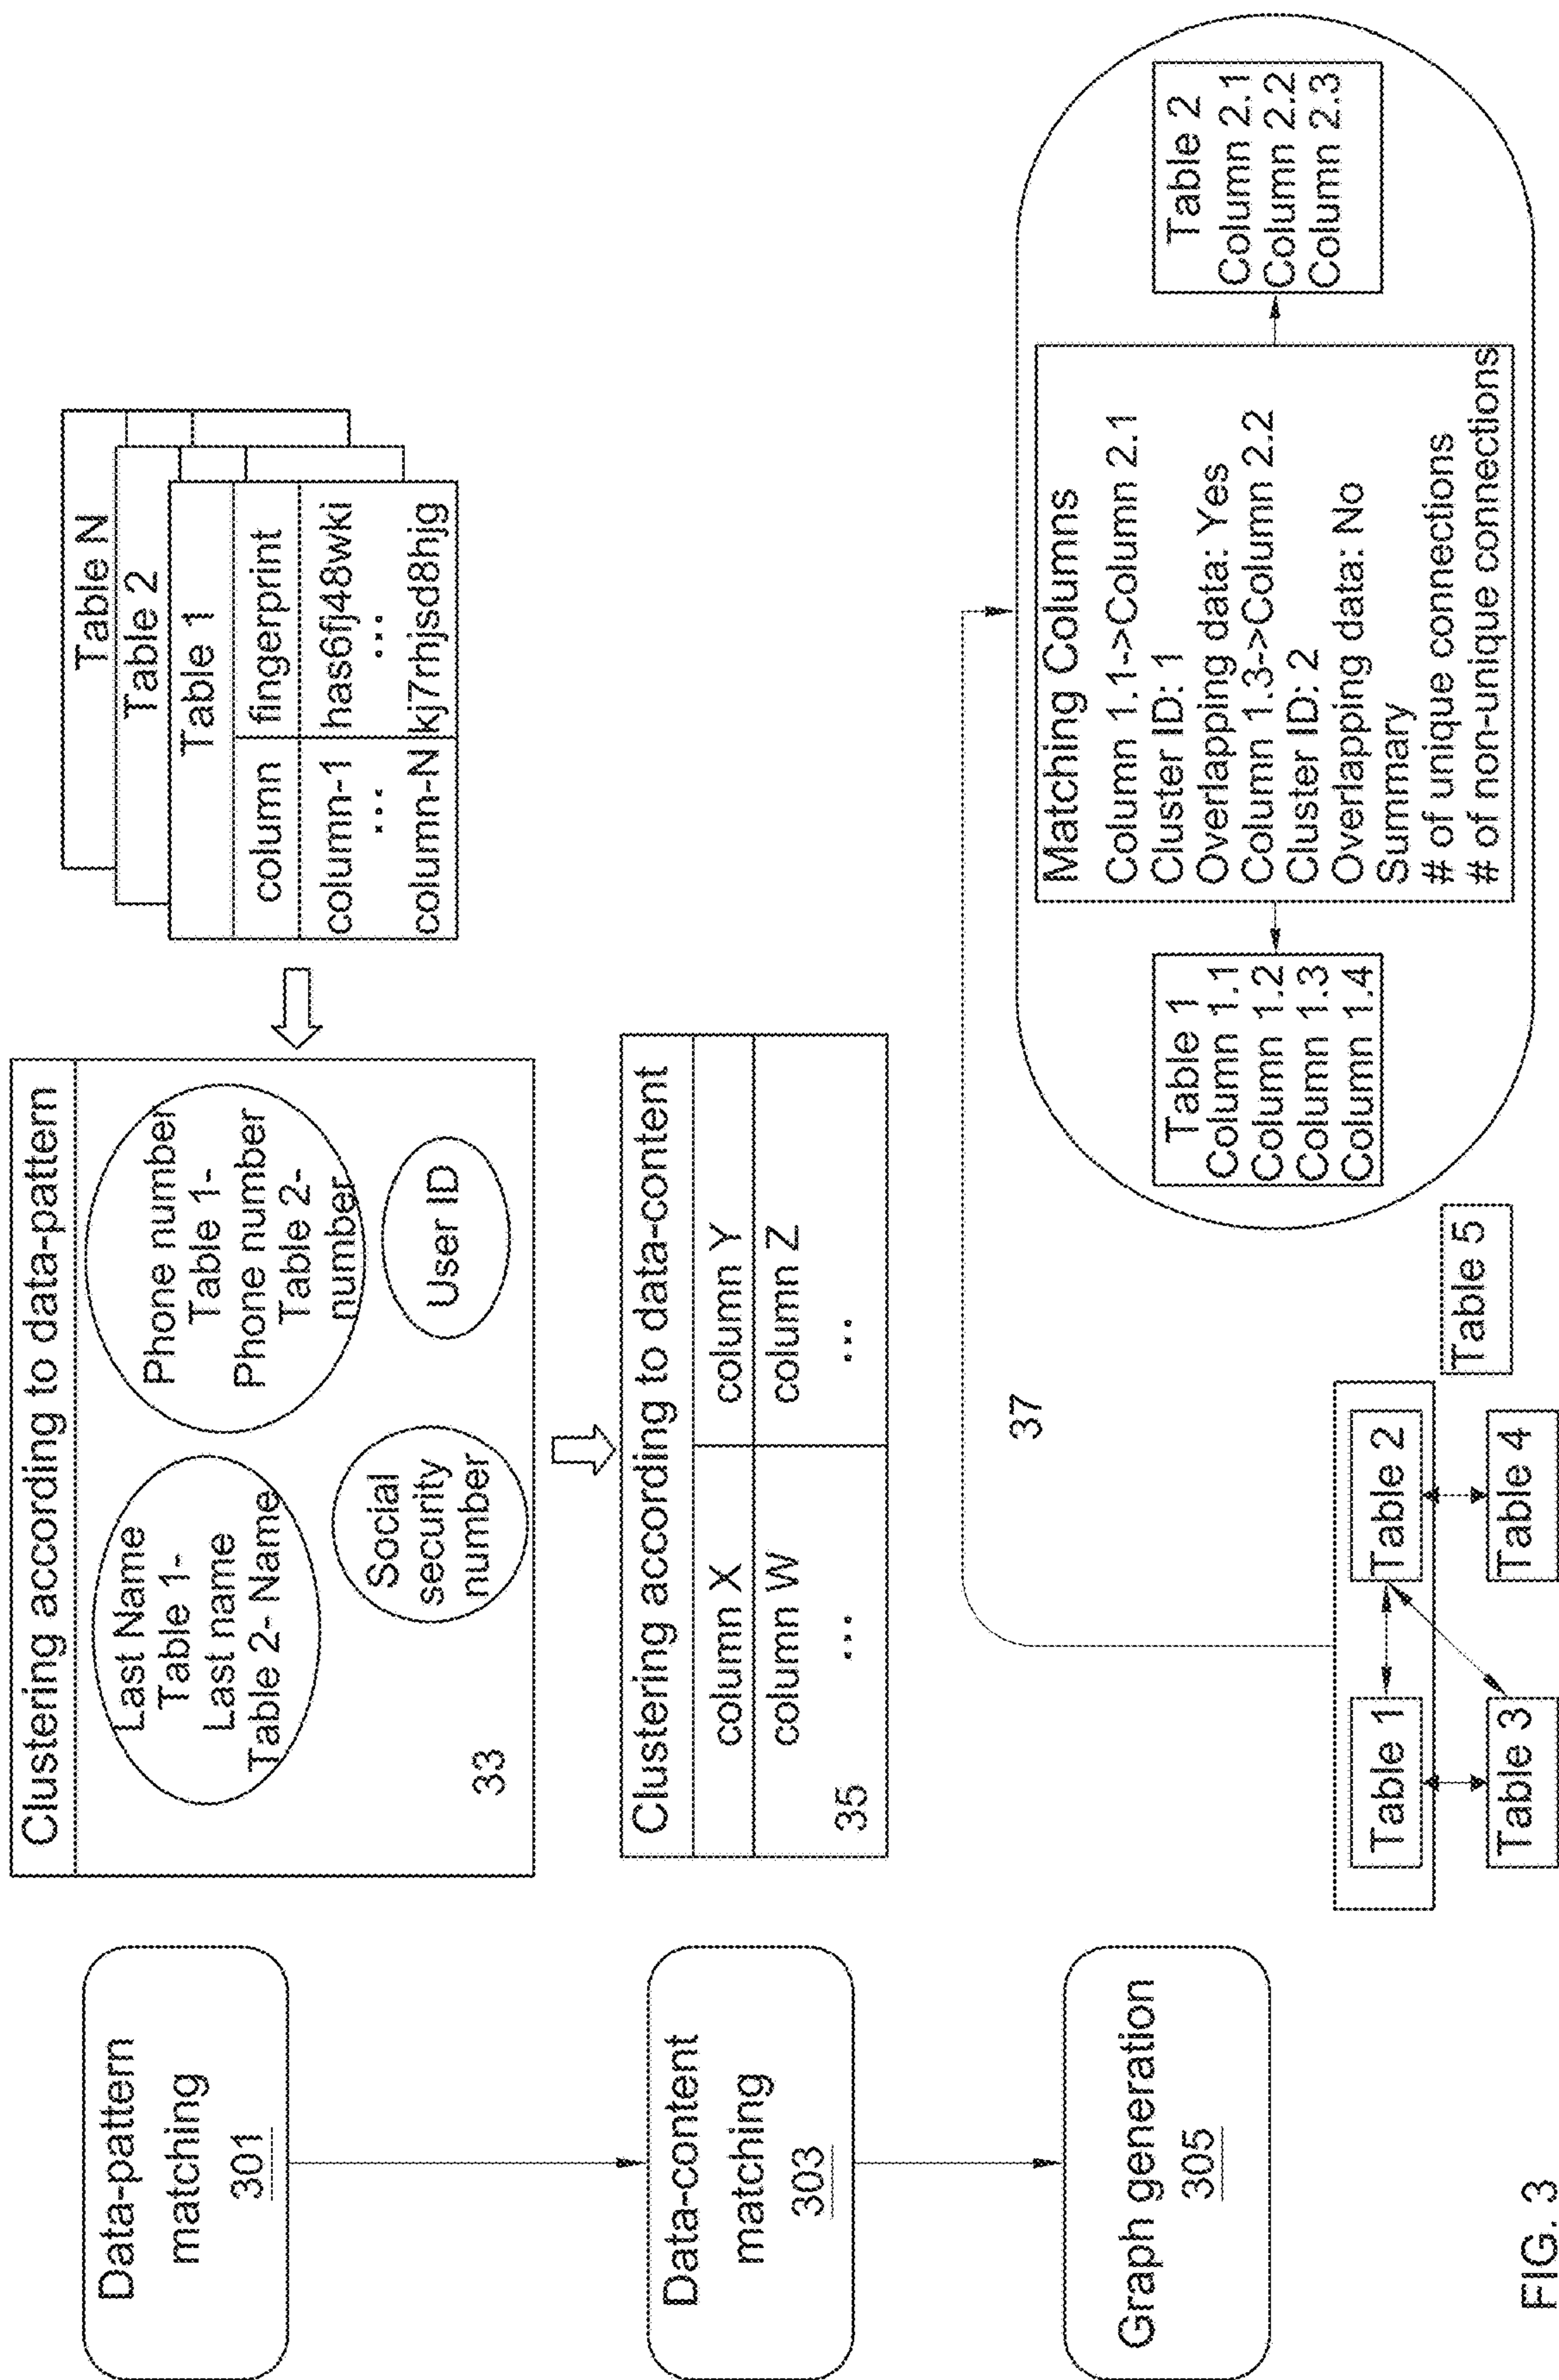 Data-pattern
matching
301
Data-content
matching
303
Graph generation
305
Clustering according to data-pattern
Last Name
Table 1-
Last name
Table 2- Name
Phone number
Table 1-
Phone number
Table 2-
number
Social
security
number
User ID
33
Table N
Table 2
Table 1
column fingerprint
column-1 has6fj48wki
... ...
column-N kj7rhjsd8hjg
Clustering according to data-content
column X column Y
column W column Z
... ...
35
37
Table 1
Table 2
Table 3
Table 4
Table 5
Table 1
Column 1.1
Column 1.2
Column 1.3
Column 1.4
Matching Columns
Column 1.1->Column 2.1
Cluster ID: 1
Overlapping data: Yes
Column 1.3->Column 2.2
Cluster ID: 2
Overlapping data: No
Summary
# of unique connections
# of non-unique connections
Table 2
Column 2.1
Column 2.2
Column 2.3
FIG. 3